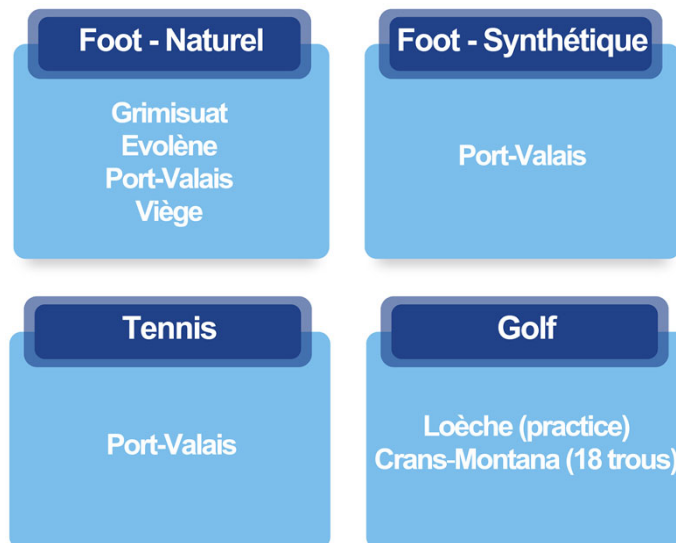 Foot - Naturel
Grimisuat
Evolène
Port-Valais
Viège
Foot - Synthétique
Port-Valais
Tennis
Port-Valais
Golf
Loèche (practice)
Crans-Montana (18 trous)